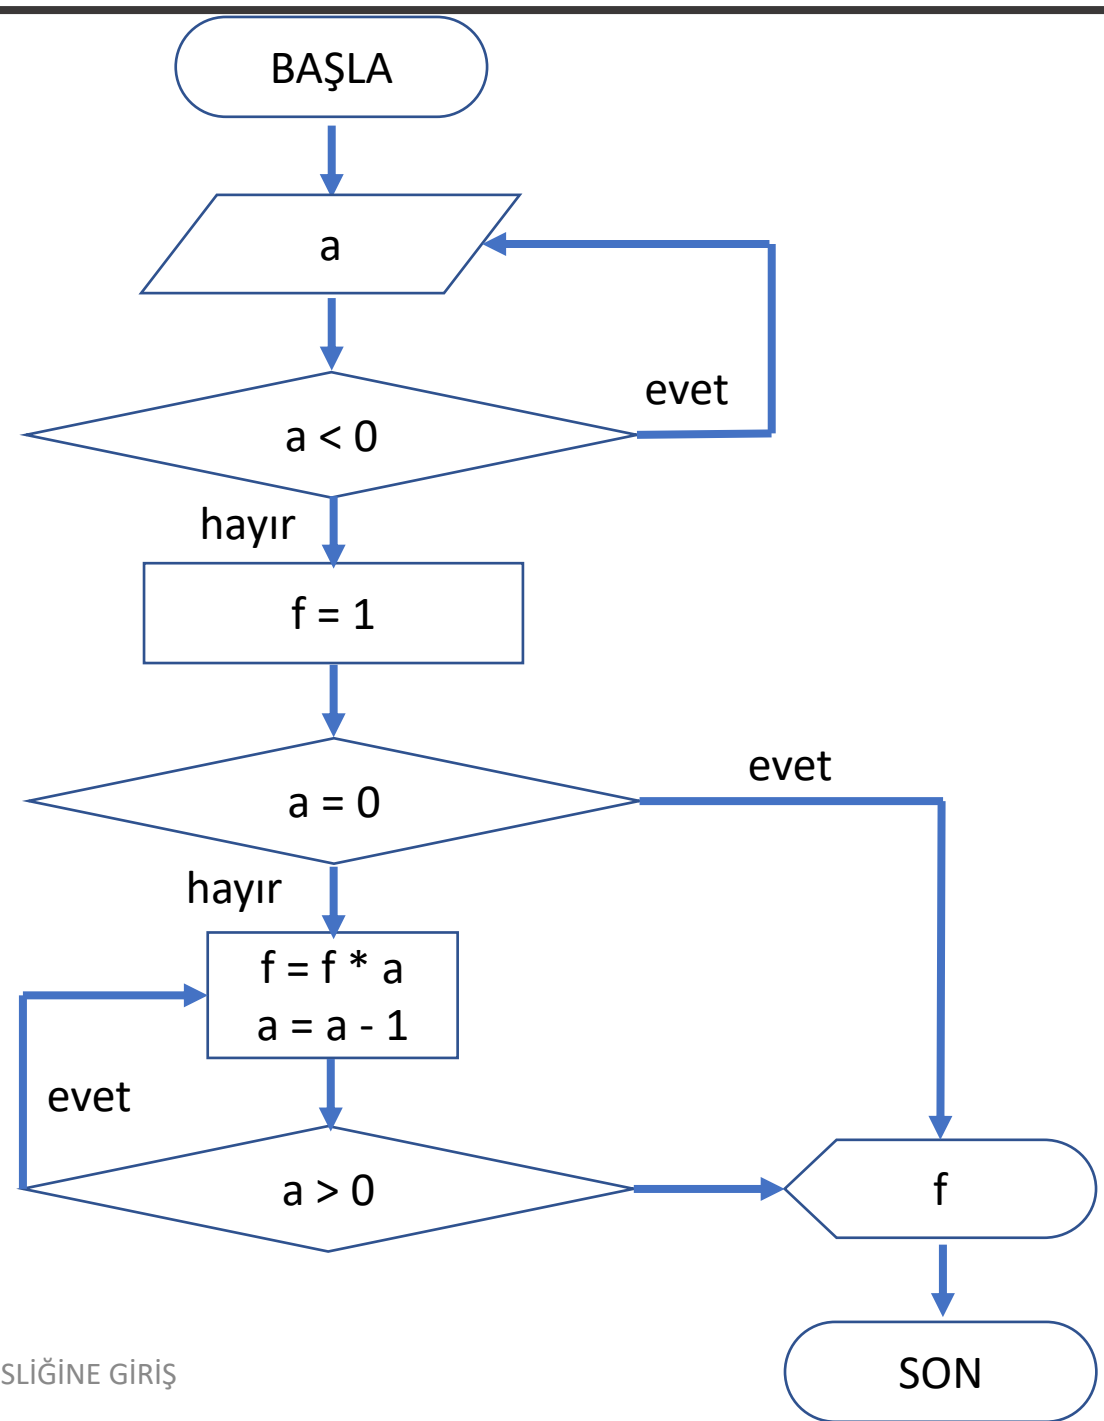 BAŞLA
a
evet
a < 0
hayır
f = 1
evet
a = 0
hayır
f = f * a
a = a - 1
evet
a > 0
f
SON
SLİĞİNE GİRİŞ